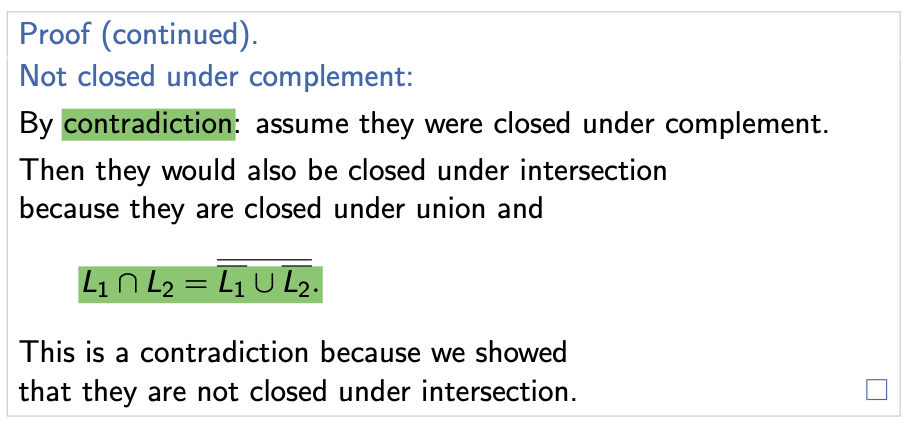 Proof (continued).
Not closed under complement:
By contradiction: assume they were closed under complement.
Then they would also be closed under intersection
because they are closed under union and
$L_1 \cap L_2 = \overline{\overline{L_1} \cup \overline{L_2}}.$
This is a contradiction because we showed
that they are not closed under intersection.
□